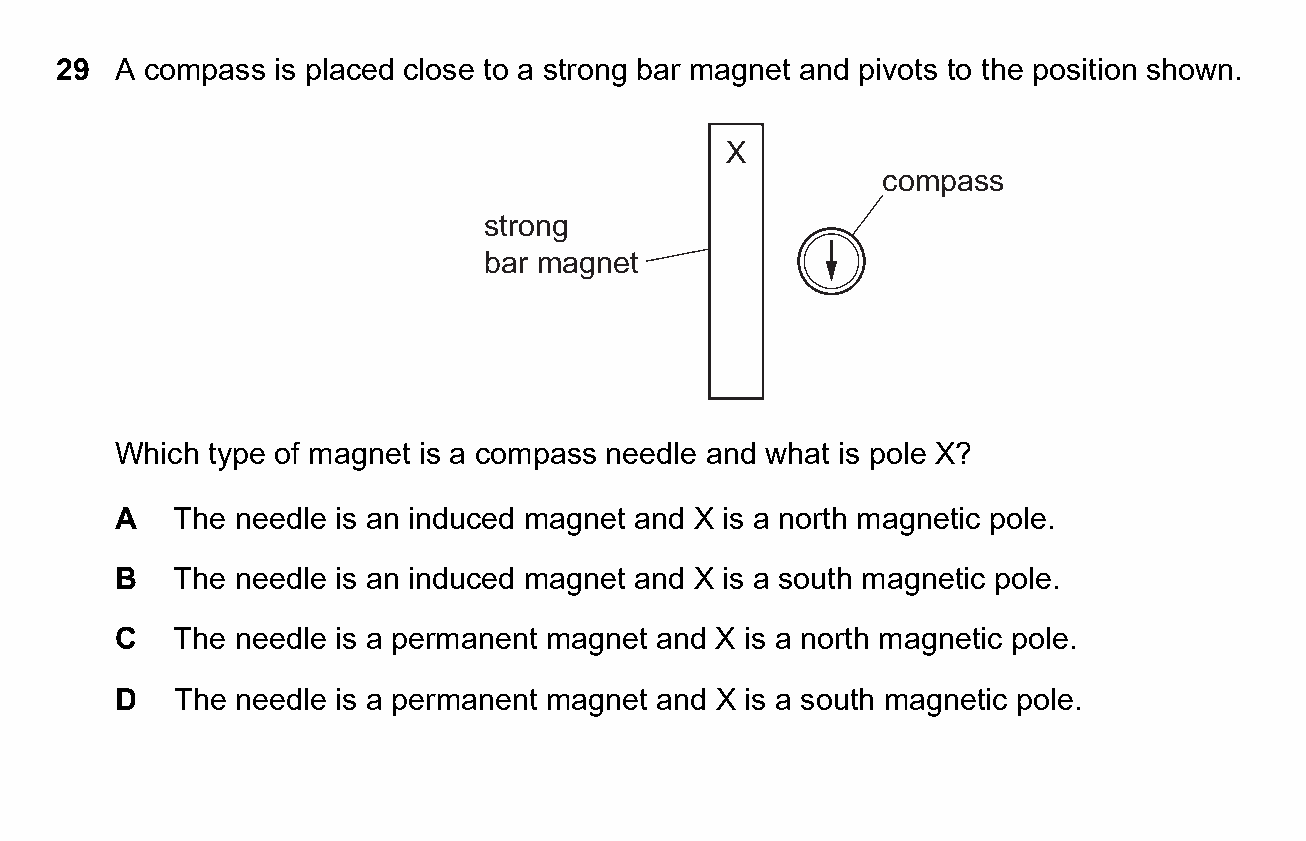 29 A compass is placed close to a strong bar magnet and pivots to the position shown.
X
compass
strong
bar magnet
Which type of magnet is a compass needle and what is pole X?
A The needle is an induced magnet and X is a north magnetic pole.
B The needle is an induced magnet and X is a south magnetic pole.
C The needle is a permanent magnet and X is a north magnetic pole.
D The needle is a permanent magnet and X is a south magnetic pole.